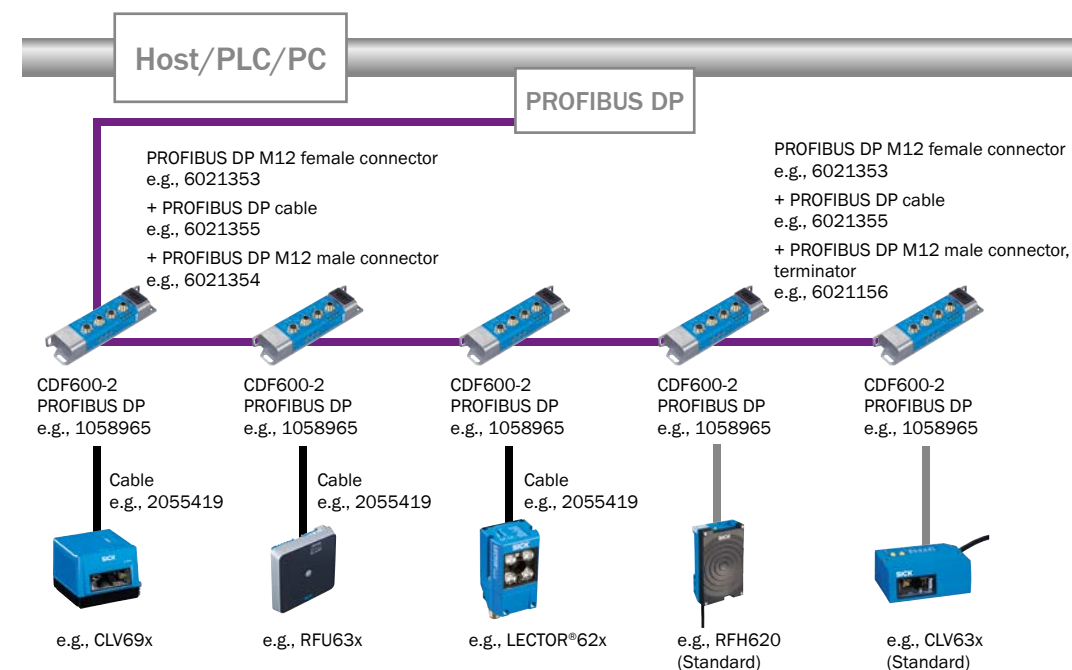 Host/PLC/PC
PROFIBUS DP
PROFIBUS DP M12 female connector
e.g., 6021353
+ PROFIBUS DP cable
e.g., 6021355
+ PROFIBUS DP M12 male connector
e.g., 6021354
PROFIBUS DP M12 female connector
e.g., 6021353
+ PROFIBUS DP cable
e.g., 6021355
+ PROFIBUS DP M12 male connector,
terminator
e.g., 6021156
CDF600-2
PROFIBUS DP
e.g., 1058965
CDF600-2
PROFIBUS DP
e.g., 1058965
CDF600-2
PROFIBUS DP
e.g., 1058965
CDF600-2
PROFIBUS DP
e.g., 1058965
CDF600-2
PROFIBUS DP
e.g., 1058965
Cable
e.g., 2055419
Cable
e.g., 2055419
Cable
e.g., 2055419
SICK
SICK
SICK
SICK
e.g., CLV69x
e.g., RFU63x
e.g., LECTOR®62x
e.g., RFH620
(Standard)
e.g., CLV63x
(Standard)